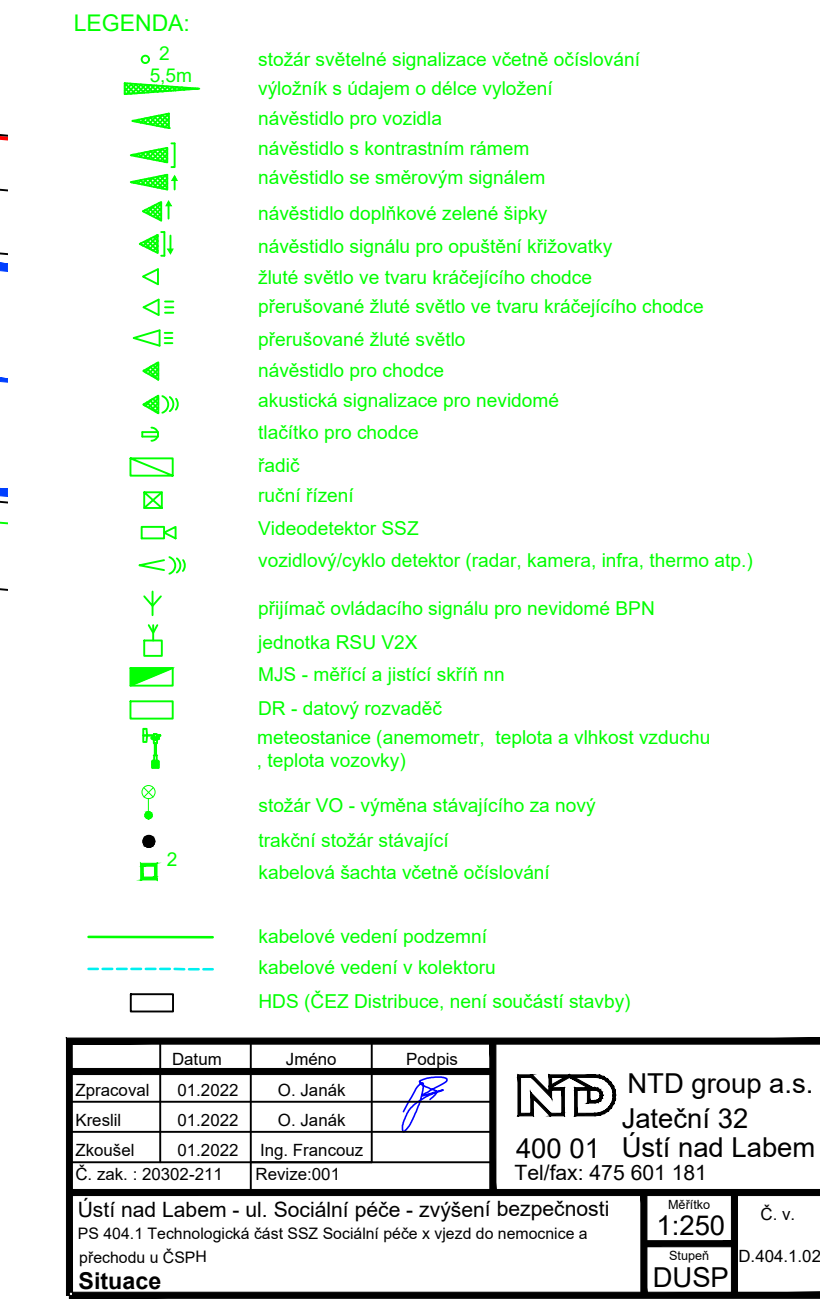 LEGENDA:
2
stožár světelné signalizace včetně očíslování
5,5m
výložník s údajem o délce vyložení
návěstidlo pro vozidla
návěstidlo s kontrastním rámem
návěstidlo se směrovým signálem
návěstidlo doplňkové zelené šipky
návěstidlo signálu pro opuštění křižovatky
žluté světlo ve tvaru kráčejícího chodce
přerušované žluté světlo ve tvaru kráčejícího chodce
přerušované žluté světlo
návěstidlo pro chodce
akustická signalizace pro nevidomé
tlačítko pro chodce
řadič
ruční řízení
Videodetektor SSZ
vozidlový/cyklo detektor (radar, kamera, infra, thermo atp.)
přijímač ovládacího signálu pro nevidomé BPN
jednotka RSU V2X
MJS - měřící a jistící skříň nn
DR - datový rozvaděč
meteostanice (anemometr, teplota a vlhkost vzduchu
, teplota vozovky)
stožár VO - výměna stávajícího za nový
trakční stožár stávající
2
kabelová šachta včetně očíslování
kabelové vedení podzemní
kabelové vedení v kolektoru
HDS (ČEZ Distribuce, není součástí stavby)
Datum Jméno Podpis
Zpracoval 01.2022 O. Janák
Kreslil 01.2022 O. Janák
Zkoušel 01.2022 Ing. Francouz
Č. zak. : 20302-211 Revize:001
NTD NTD group a.s.
Jateční 32
400 01 Ústí nad Labem
Tel/fax: 475 601 181
Ústí nad Labem - ul. Sociální péče - zvýšení bezpečnosti
PS 404.1 Technologická část SSZ Sociální péče x vjezd do nemocnice a
přechodu u ČSPH
Situace
Měřítko
1:250
Stupeň
DUSP
Č. v.
D.404.1.02